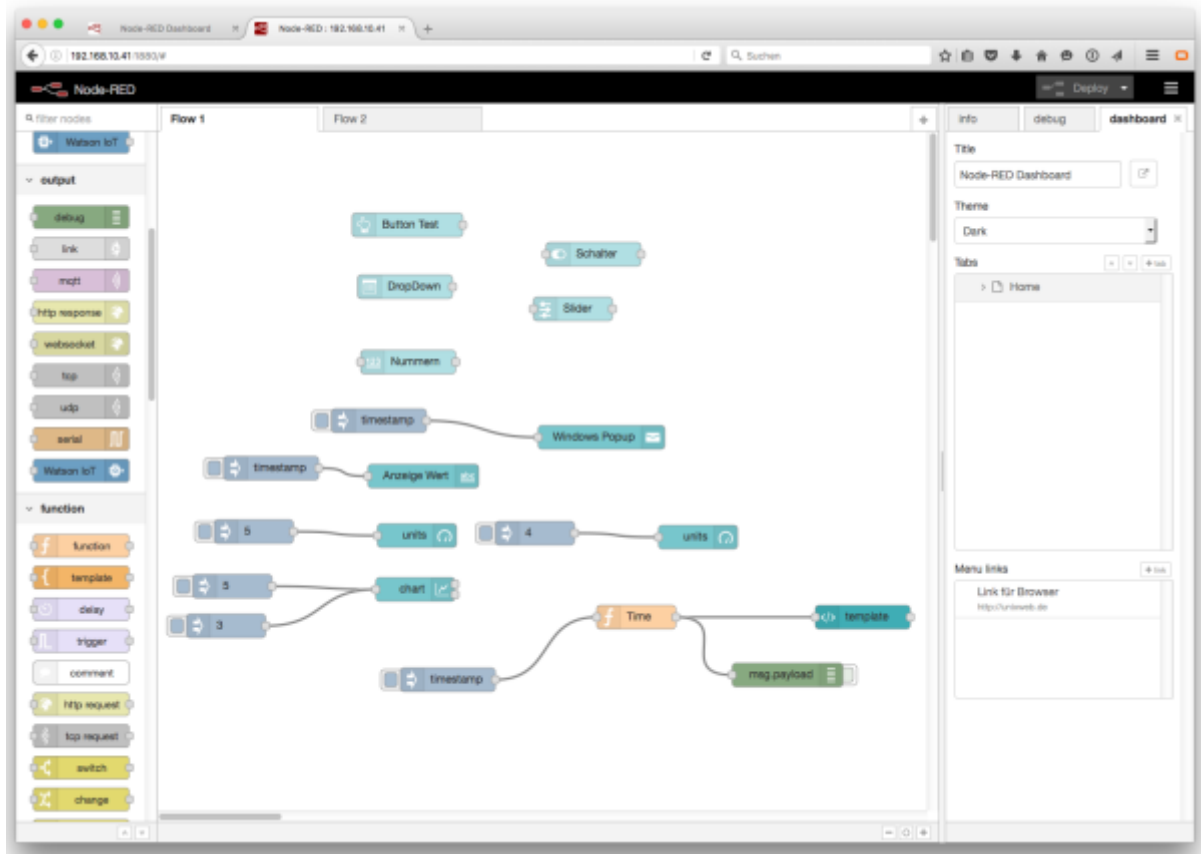 Node-RED Dashboard
Node-RED : 192.168.10.41
192.168.10.41:1880/#
Suchen
Node-RED
Deploy
filter nodes
Flow 1
Flow 2
info
debug
dashboard
Watson IoT
output
debug
link
mqtt
http response
websocket
tcp
udp
serial
Watson IoT
function
function
template
delay
trigger
comment
http request
tcp request
switch
change
Button Test
Schalter
DropDown
Slider
Nummern
timestamp
Windows Popup
timestamp
Anzeige Wert
5
units
4
units
5
chart
3
Time
template
timestamp
msg.payload
Title
Node-RED Dashboard
Theme
Dark
Tabs
+ tab
Home
Menu links
+ link
Link für Browser